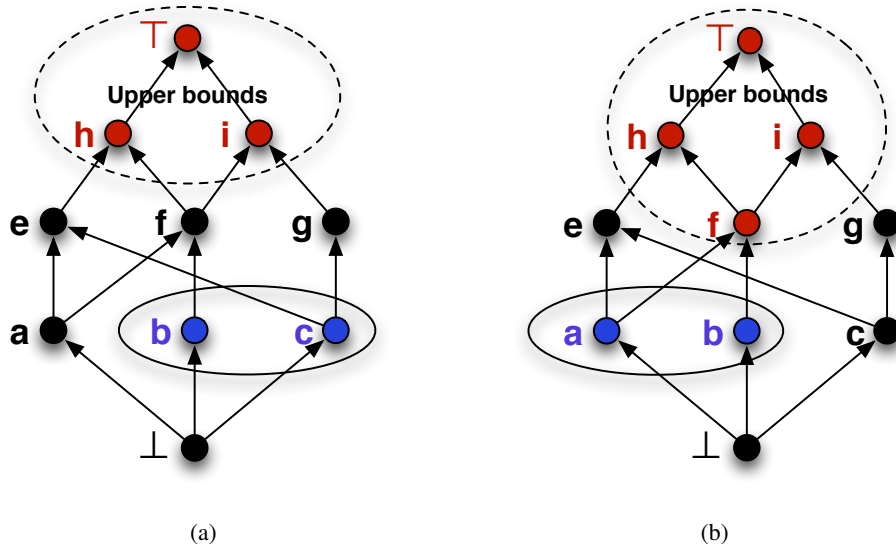 ⊤
Upper bounds
h i
e f g
a b c
⊥
(a)
⊤
Upper bounds
h i
e f g
a b c
⊥
(b)